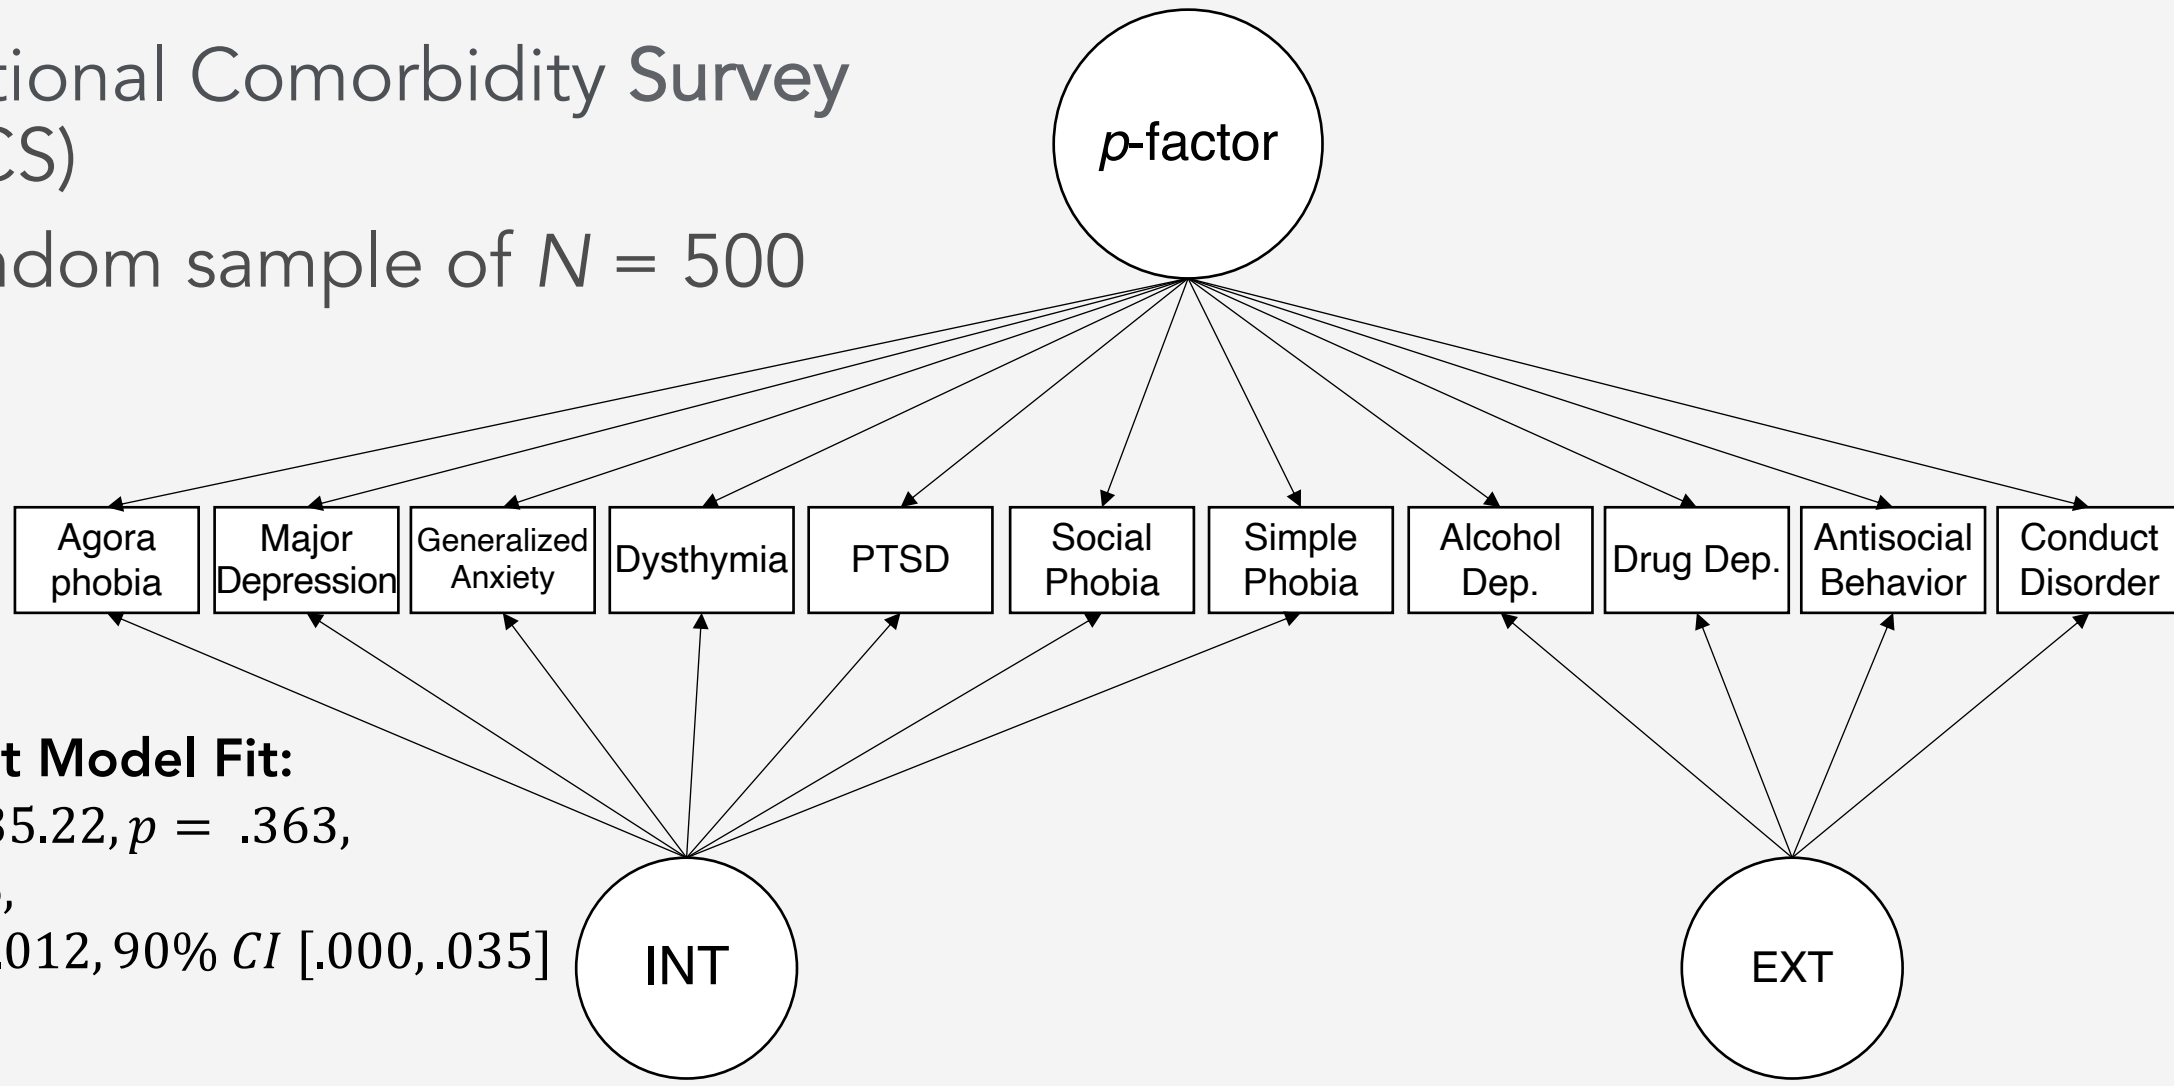 tional Comorbidity Survey
CS)
ndom sample of N = 500
p-factor
Agora
phobia
Major
Depression
Generalized
Anxiety
Dysthymia
PTSD
Social
Phobia
Simple
Phobia
Alcohol
Dep.
Drug Dep.
Antisocial
Behavior
Conduct
Disorder
t Model Fit:
35.22, p = .363,
,
.012, 90% CI [.000, .035]
INT
EXT